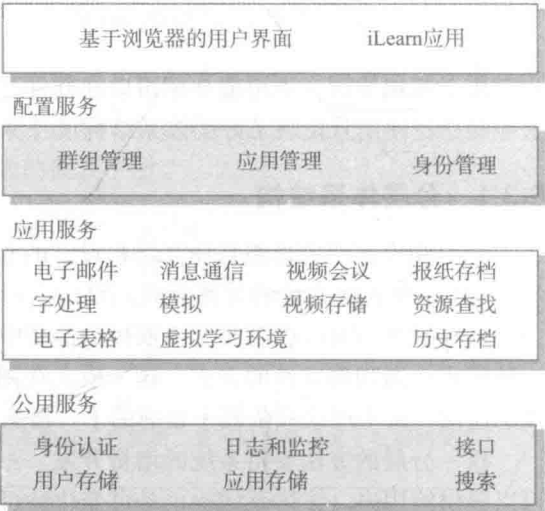 基于浏览器的用户界面 iLearn应用
配置服务
群组管理 应用管理 身份管理
应用服务
电子邮件 消息通信 视频会议 报纸存档
字处理 模拟 视频存储 资源查找
电子表格 虚拟学习环境 历史存档
公用服务
身份认证 日志和监控 接口
用户存储 应用存储 搜索